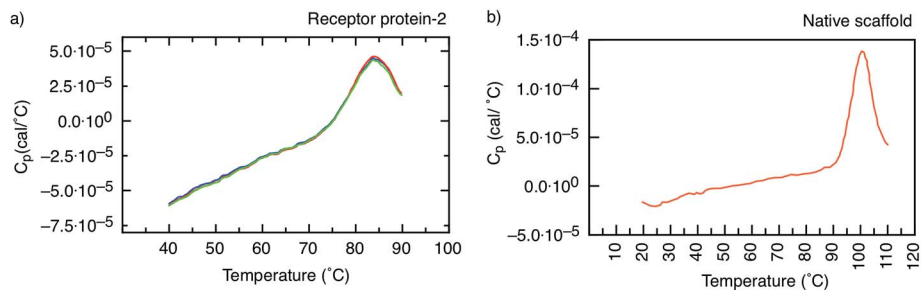 a)
Receptor protein-2
Cp(cal/˚C)
5.0·10-5
2.5·10-5
0.0·100
−2.5·10-5
−5.0·10-5
−7.5·10-5
40 50 60 70 80 90 100
Temperature (˚C)
b)
Native scaffold
Cp (cal/ ˚C)
1.5·10-4
1·10-4
5.0·10-5
0.0·100
−5.0·10-5
10 20 30 40 50 60 70 80 90 100 110 120
Temperature (˚C)